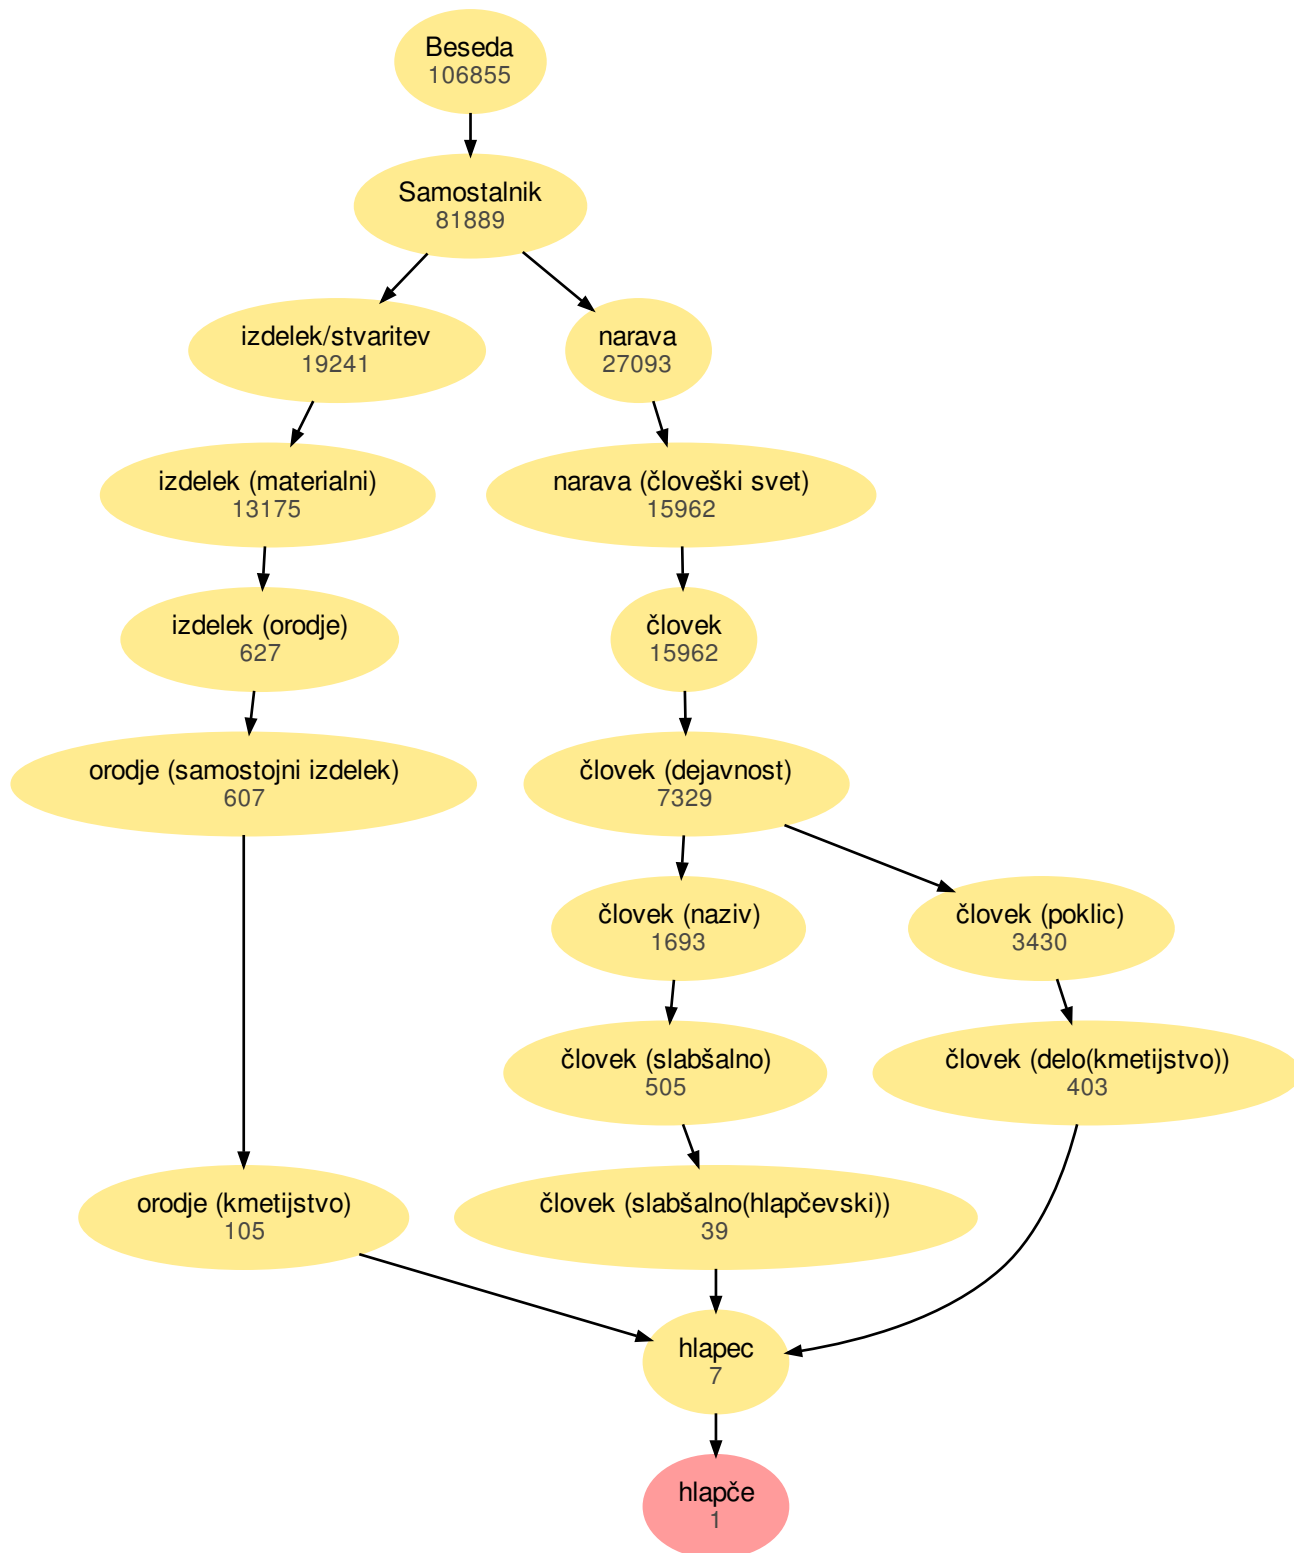 Beseda
106855
Samostalnik
81889
izdelek/stvaritev
19241
narava
27093
izdelek (materialni)
13175
narava (človeški svet)
15962
izdelek (orodje)
627
človek
15962
orodje (samostojni izdelek)
607
človek (dejavnost)
7329
človek (naziv)
1693
človek (poklic)
3430
človek (slabšalno)
505
človek (delo(kmetijstvo))
403
orodje (kmetijstvo)
105
človek (slabšalno(hlapčevski))
39
hlapec
7
hlapče
1